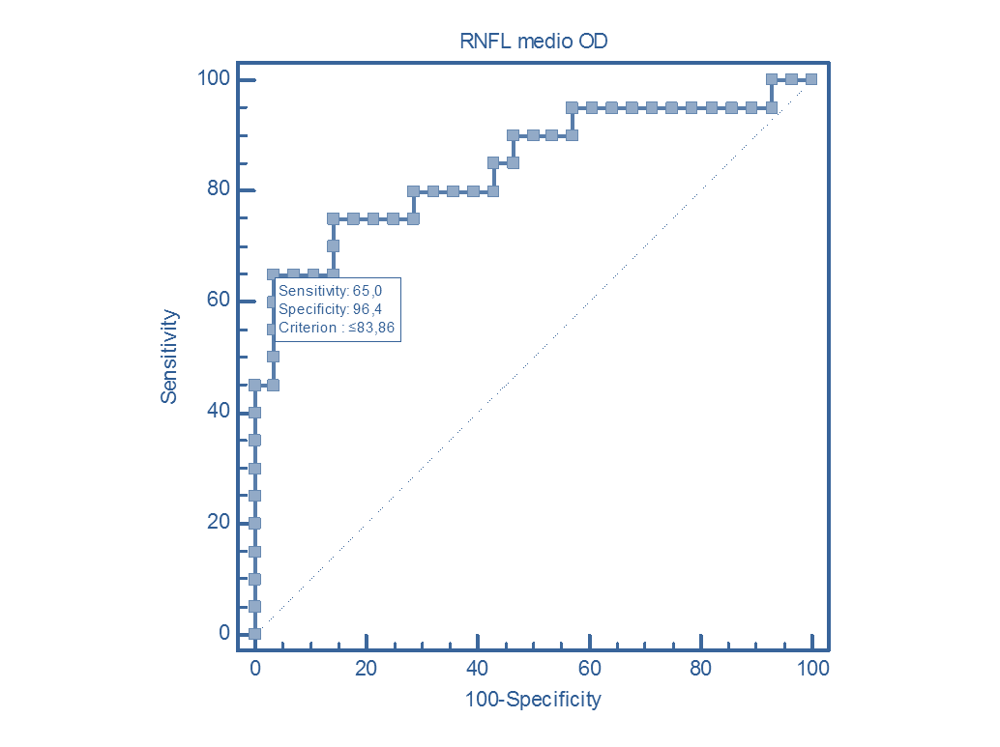 RNFL medio OD
100
80
60
40
20
0
Sensitivity
Sensitivity: 65,0
Specificity: 96,4
Criterion : ≤83,86
0 20 40 60 80 100
100-Specificity